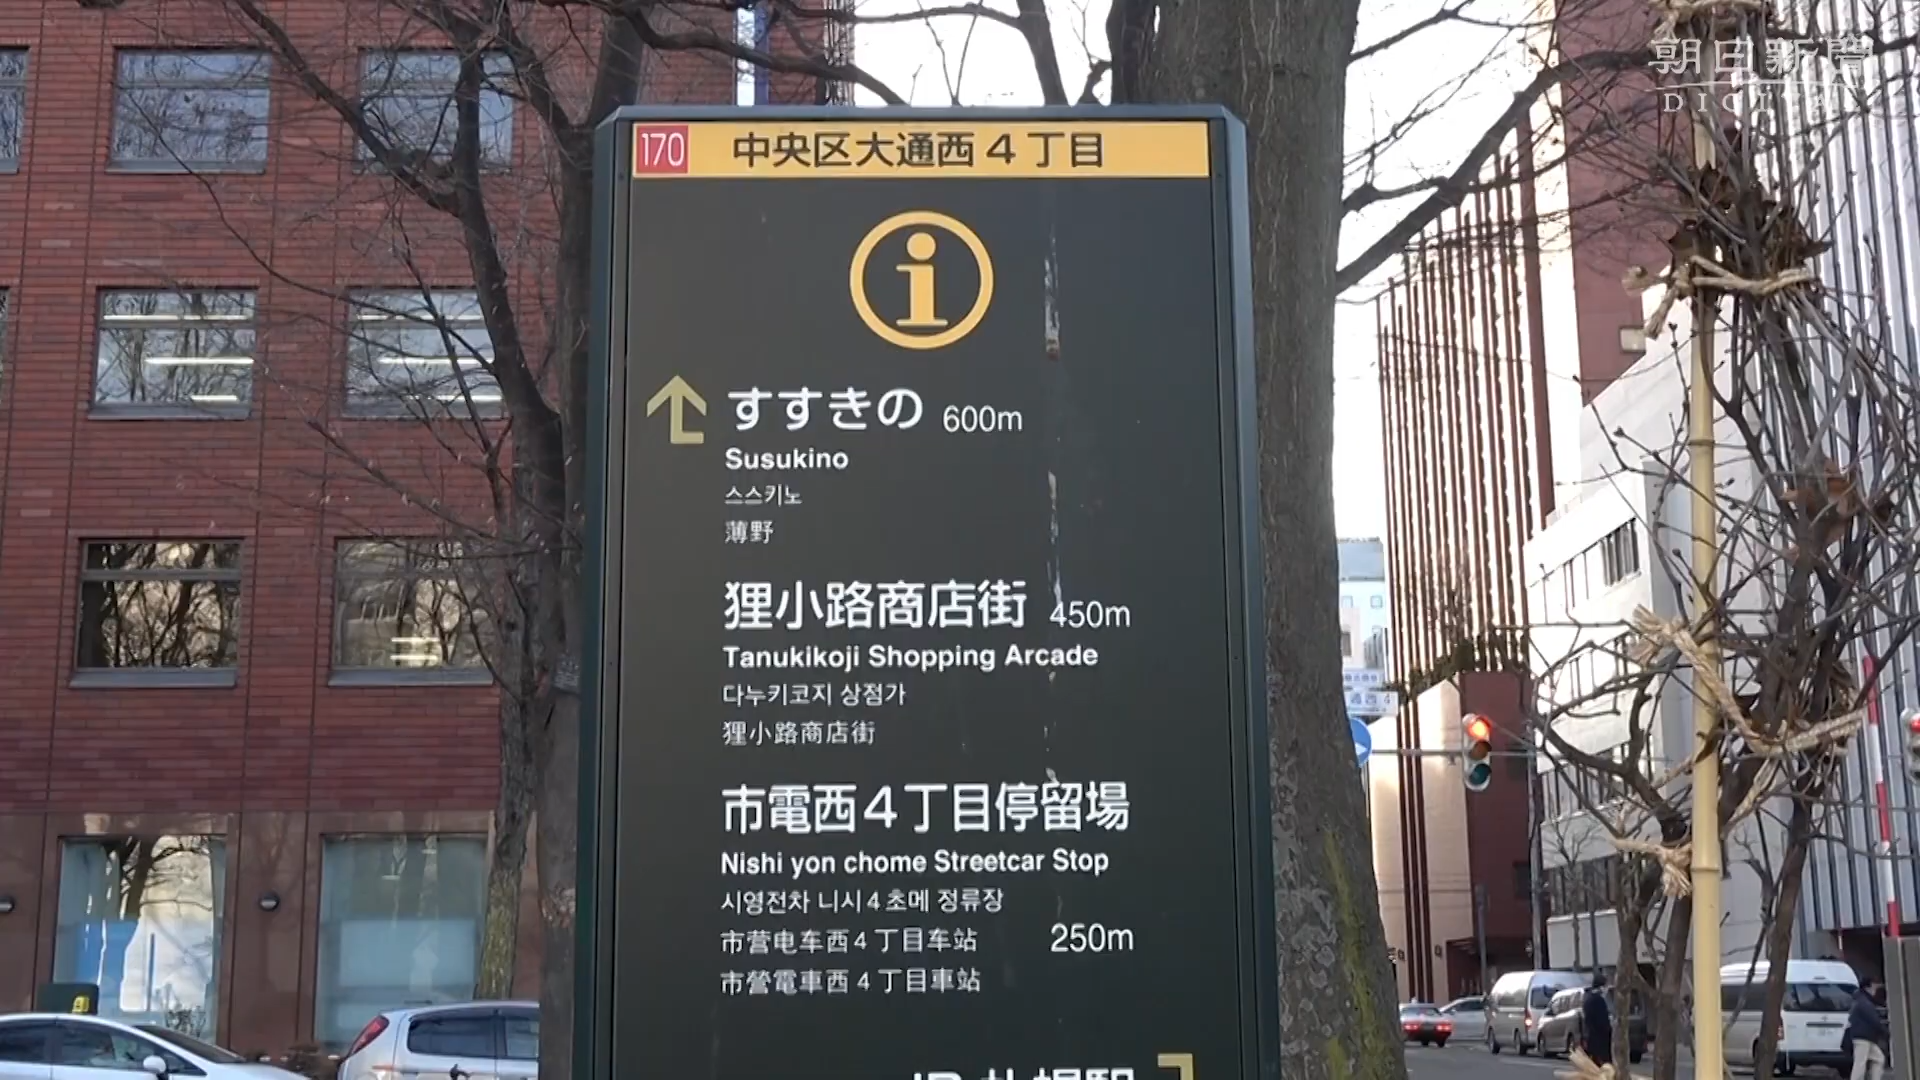 朝日新聞
DIGITAL
170 中央区大通西4丁目
すすきの 600m
Susukino
스스키노
薄野
狸小路商店街 450m
Tanukikoji Shopping Arcade
다누키코지 상점가
狸小路商店街
市電西4丁目停留場
Nishi yon chome Streetcar Stop
시영전차 니시4초메 정류장
市营电车西4丁目车站 250m
市營電車西4丁目車站
JR札幌駅